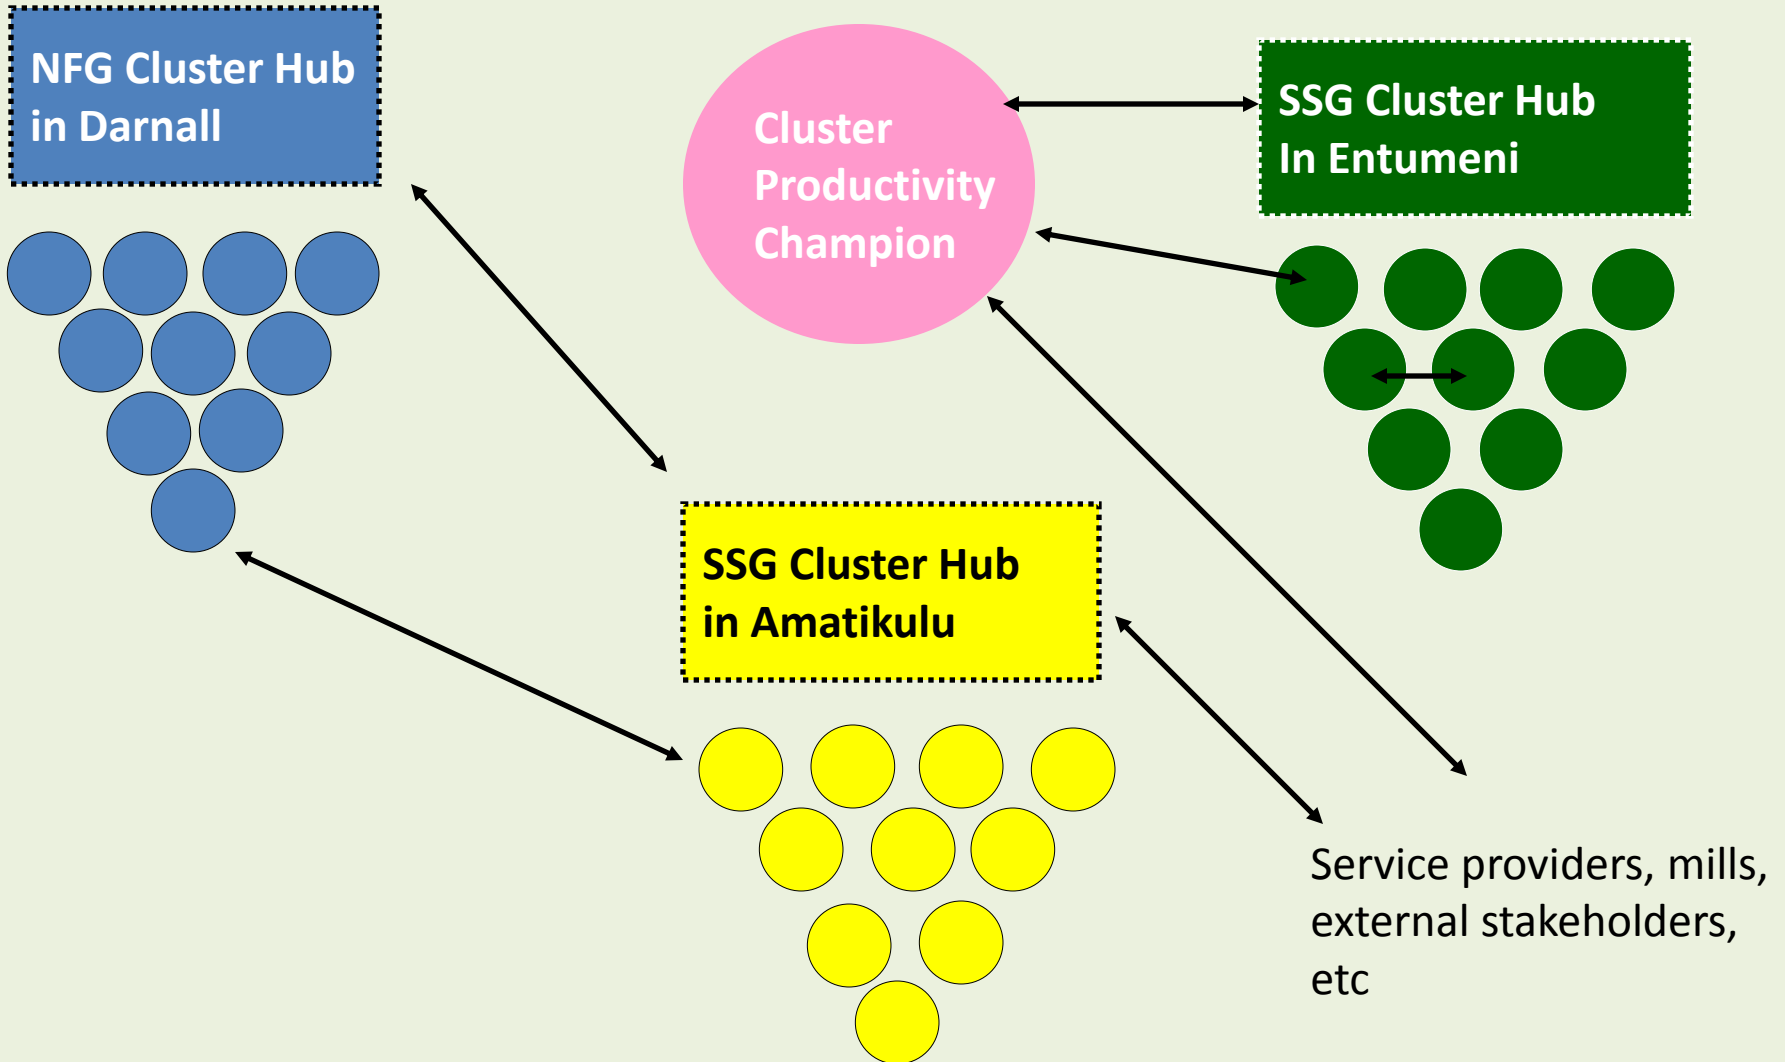 NFG Cluster Hub
in Darnall
Cluster
Productivity
Champion
SSG Cluster Hub
In Entumeni
SSG Cluster Hub
in Amatikulu
Service providers, mills,
external stakeholders,
etc